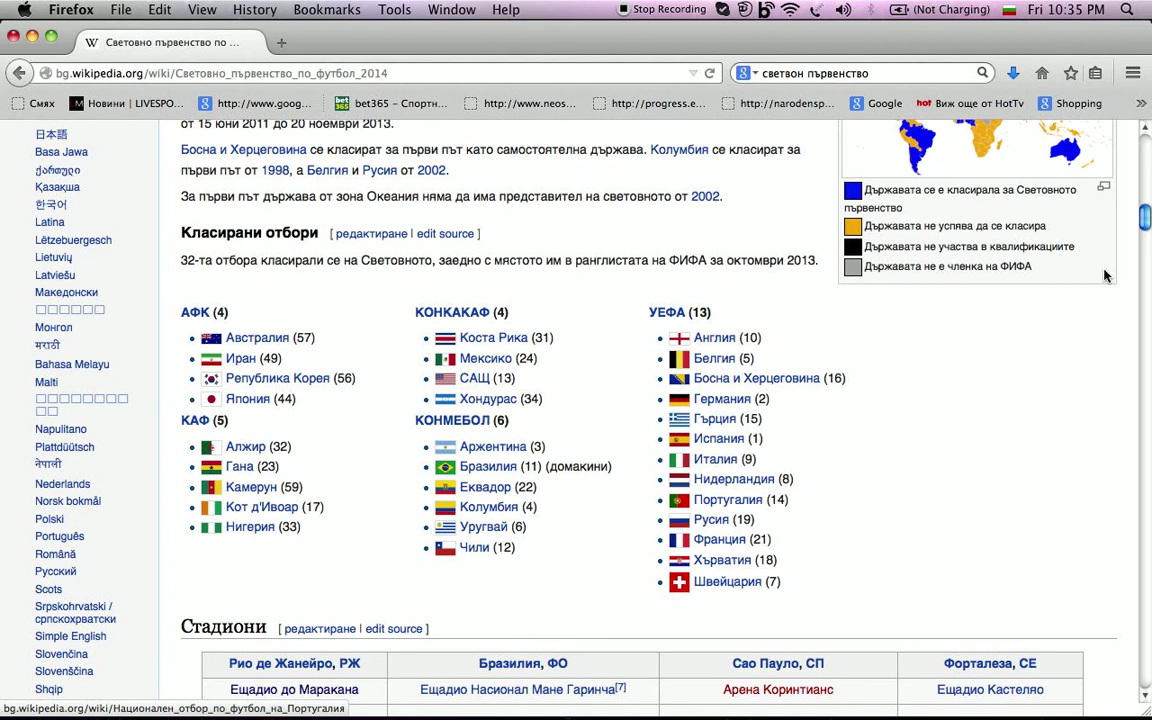 Firefox File Edit View History Bookmarks Tools Window Help Stop Recording (Not Charging) Fri 10:35 PM
Световно първенство по ...
bg.wikipedia.org/wiki/Световно_първенство_по_футбол_2014
светвон първенство
Смях Новини | LIVESPO... http://www.goog... bet365 - Спортн... http://www.neos... http://progress.e... http://narodensp... Google Виж още от HotTv Shopping
日本語
Basa Jawa
ქართული
Қазақша
한국어
Latina
Lëtzebuergesch
Lietuvių
Latviešu
Македонски
Монгол
मराठी
Bahasa Melayu
Malti
Napulitano
Plattdüütsch
नेपाली
Nederlands
Norsk bokmål
Polski
Português
Română
Русский
Scots
Srpskohrvatski /
српскохрватски
Simple English
Slovenčina
Slovenščina
Shqip
от 15 юни 2011 до 20 ноември 2013.
Босна и Херцеговина се класират за първи път като самостоятелна държава. Колумбия се класират за
първи път от 1998, а Белгия и Русия от 2002.
За първи път държава от зона Океания няма да има представител на световното от 2002.
Класирани отбори [ редактиране | edit source ]
32-та отбора класирали се на Световното, заедно с мястото им в ранглистата на ФИФА за октомври 2013.
Държавата се е класирала за Световното
първенство
Държавата не успява да се класира
Държавата не участва в квалификациите
Държавата не е членка на ФИФА
АФК (4)
Австралия (57)
Иран (49)
Република Корея (56)
Япония (44)
КАФ (5)
Алжир (32)
Гана (23)
Камерун (59)
Кот д'Ивоар (17)
Нигерия (33)
КОНКАКАФ (4)
Коста Рика (31)
Мексико (24)
САЩ (13)
Хондурас (34)
КОНМЕБОЛ (6)
Аржентина (3)
Бразилия (11) (домакини)
Еквадор (22)
Колумбия (4)
Уругвай (6)
Чили (12)
УЕФА (13)
Англия (10)
Белгия (5)
Босна и Херцеговина (16)
Германия (2)
Гърция (15)
Испания (1)
Италия (9)
Нидерландия (8)
Португалия (14)
Русия (19)
Франция (21)
Хърватия (18)
Швейцария (7)
Стадиони [ редактиране | edit source ]
Рио де Жанейро, РЖ Бразилия, ФО Сао Пауло, СП Форталеза, СЕ
Ещадио до Маракана Ещадио Насионал Мане Гаринча[7] Арена Коринтианс Ещадио Кастеляо
bg.wikipedia.org/wiki/Национален_отбор_по_футбол_на_Португалия